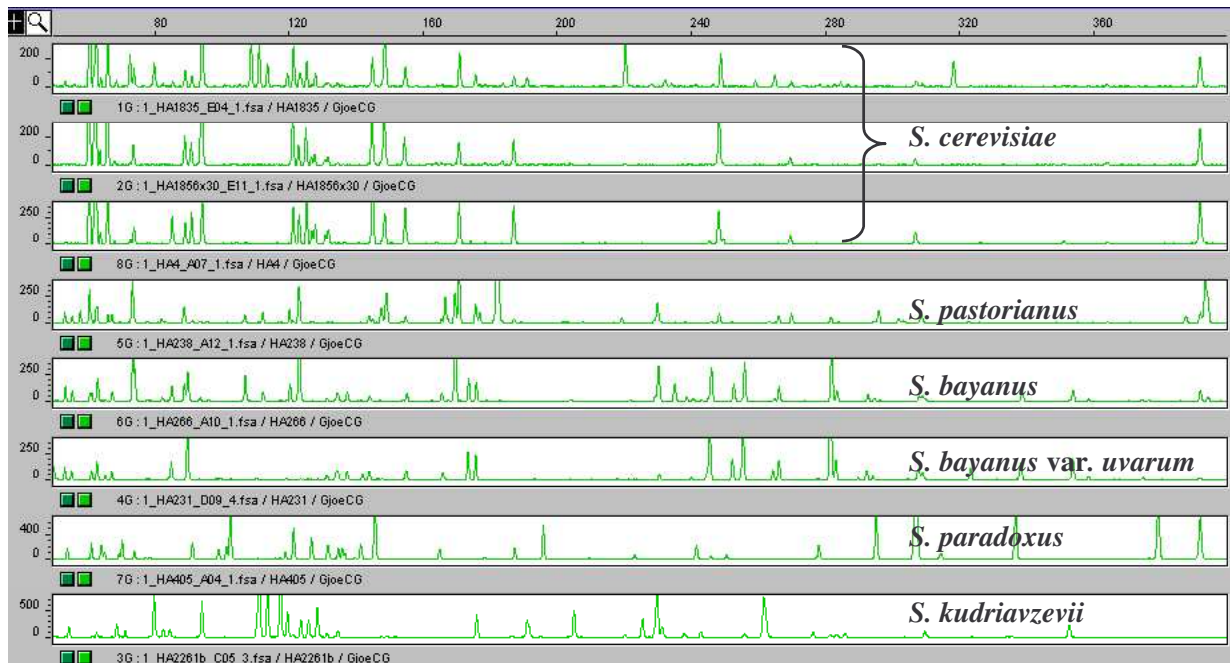 80 120 160 200 240 280 320 360
200
0
1G : 1_HA1835_E04_1.fsa / HA1835 / GjoeCG
200
0
S. cerevisiae
2G : 1_HA1856x30_E11_1.fsa / HA1856x30 / GjoeCG
250
0
8G : 1_HA4_A07_1.fsa / HA4 / GjoeCG
250
0
S. pastorianus
5G : 1_HA238_A12_1.fsa / HA238 / GjoeCG
250
0
S. bayanus
6G : 1_HA266_A10_1.fsa / HA266 / GjoeCG
250
0
S. bayanus var. uvarum
4G : 1_HA231_D09_4.fsa / HA231 / GjoeCG
400
0
S. paradoxus
7G : 1_HA405_A04_1.fsa / HA405 / GjoeCG
500
0
S. kudriavzevii
3G : 1_HA2261b_C05_3.fsa / HA2261b / GjoeCG